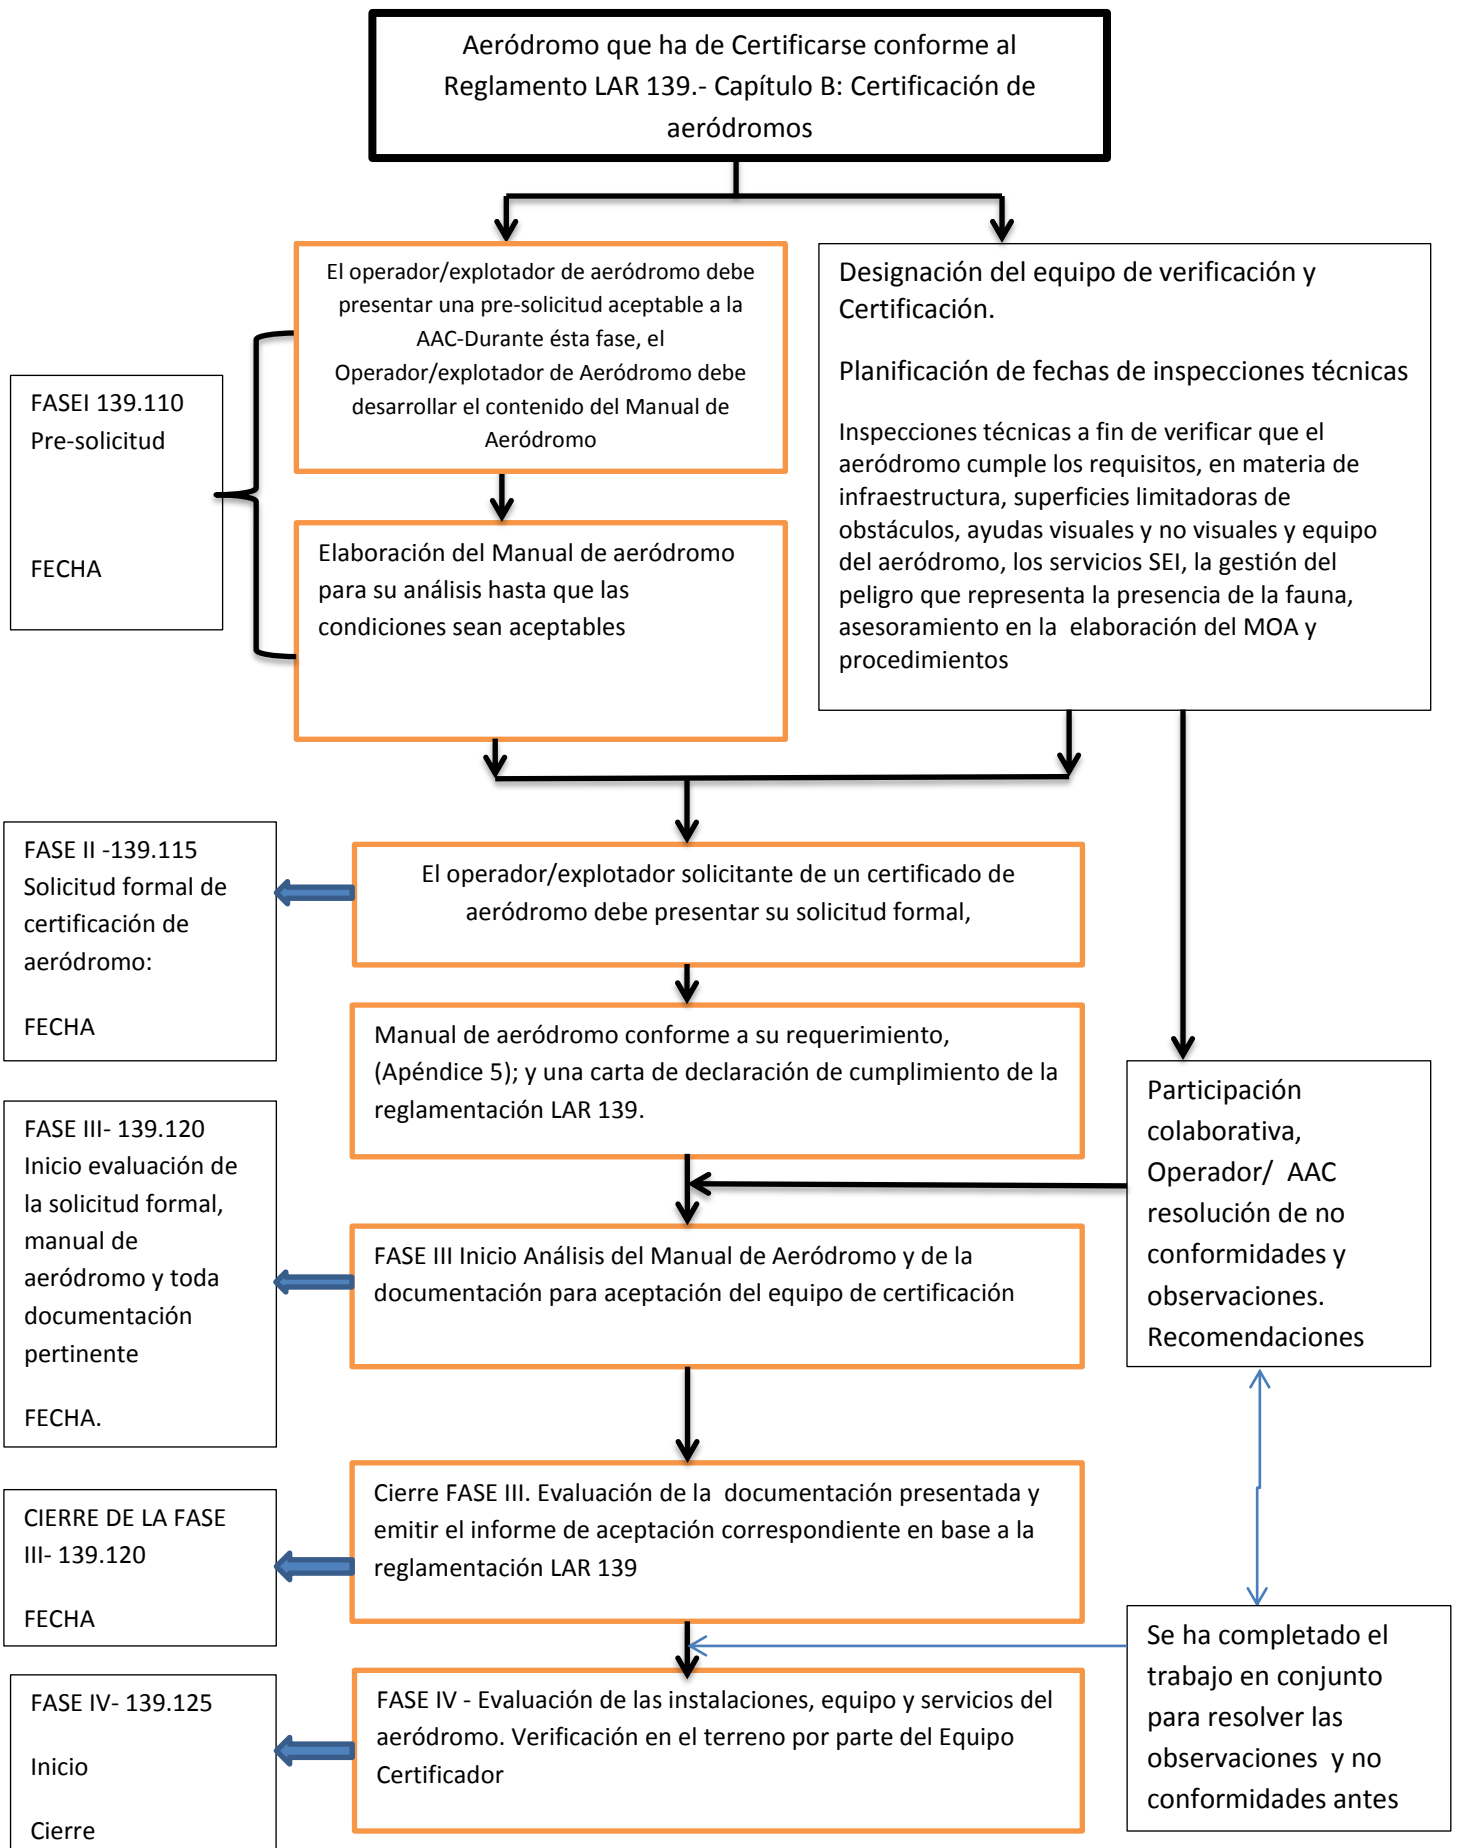 Aeródromo que ha de Certificarse conforme al
Reglamento LAR 139.- Capítulo B: Certificación de
aeródromos
El operador/explotador de aeródromo debe
presentar una pre-solicitud aceptable a la
AAC-Durante ésta fase, el
Operador/explotador de Aeródromo debe
desarrollar el contenido del Manual de
Aeródromo
Designación del equipo de verificación y
Certificación.
Planificación de fechas de inspecciones técnicas
Inspecciones técnicas a fin de verificar que el
aeródromo cumple los requisitos, en materia de
infraestructura, superficies limitadoras de
obstáculos, ayudas visuales y no visuales y equipo
del aeródromo, los servicios SEI, la gestión del
peligro que representa la presencia de la fauna,
asesoramiento en la  elaboración del MOA y
procedimientos
FASEI 139.110
Pre-solicitud
FECHA
Elaboración del Manual de aeródromo
para su análisis hasta que las
condiciones sean aceptables
FASE II -139.115
Solicitud formal de
certificación de
aeródromo:
FECHA
El operador/explotador solicitante de un certificado de
aeródromo debe presentar su solicitud formal,
Manual de aeródromo conforme a su requerimiento,
(Apéndice 5); y una carta de declaración de cumplimiento de la
reglamentación LAR 139.
Participación
colaborativa,
Operador/  AAC
resolución de no
conformidades y
observaciones.
Recomendaciones
FASE III- 139.120
Inicio evaluación de
la solicitud formal,
manual de
aeródromo y toda
documentación
pertinente
FECHA.
FASE III Inicio Análisis del Manual de Aeródromo y de la
documentación para aceptación del equipo de certificación
CIERRE DE LA FASE
III- 139.120
FECHA
Cierre FASE III. Evaluación de la  documentación presentada y
emitir el informe de aceptación correspondiente en base a la
reglamentación LAR 139
Se ha completado el
trabajo en conjunto
para resolver las
observaciones  y no
conformidades antes
FASE IV- 139.125
Inicio
Cierre
FASE IV - Evaluación de las instalaciones, equipo y servicios del
aeródromo. Verificación en el terreno por parte del Equipo
Certificador